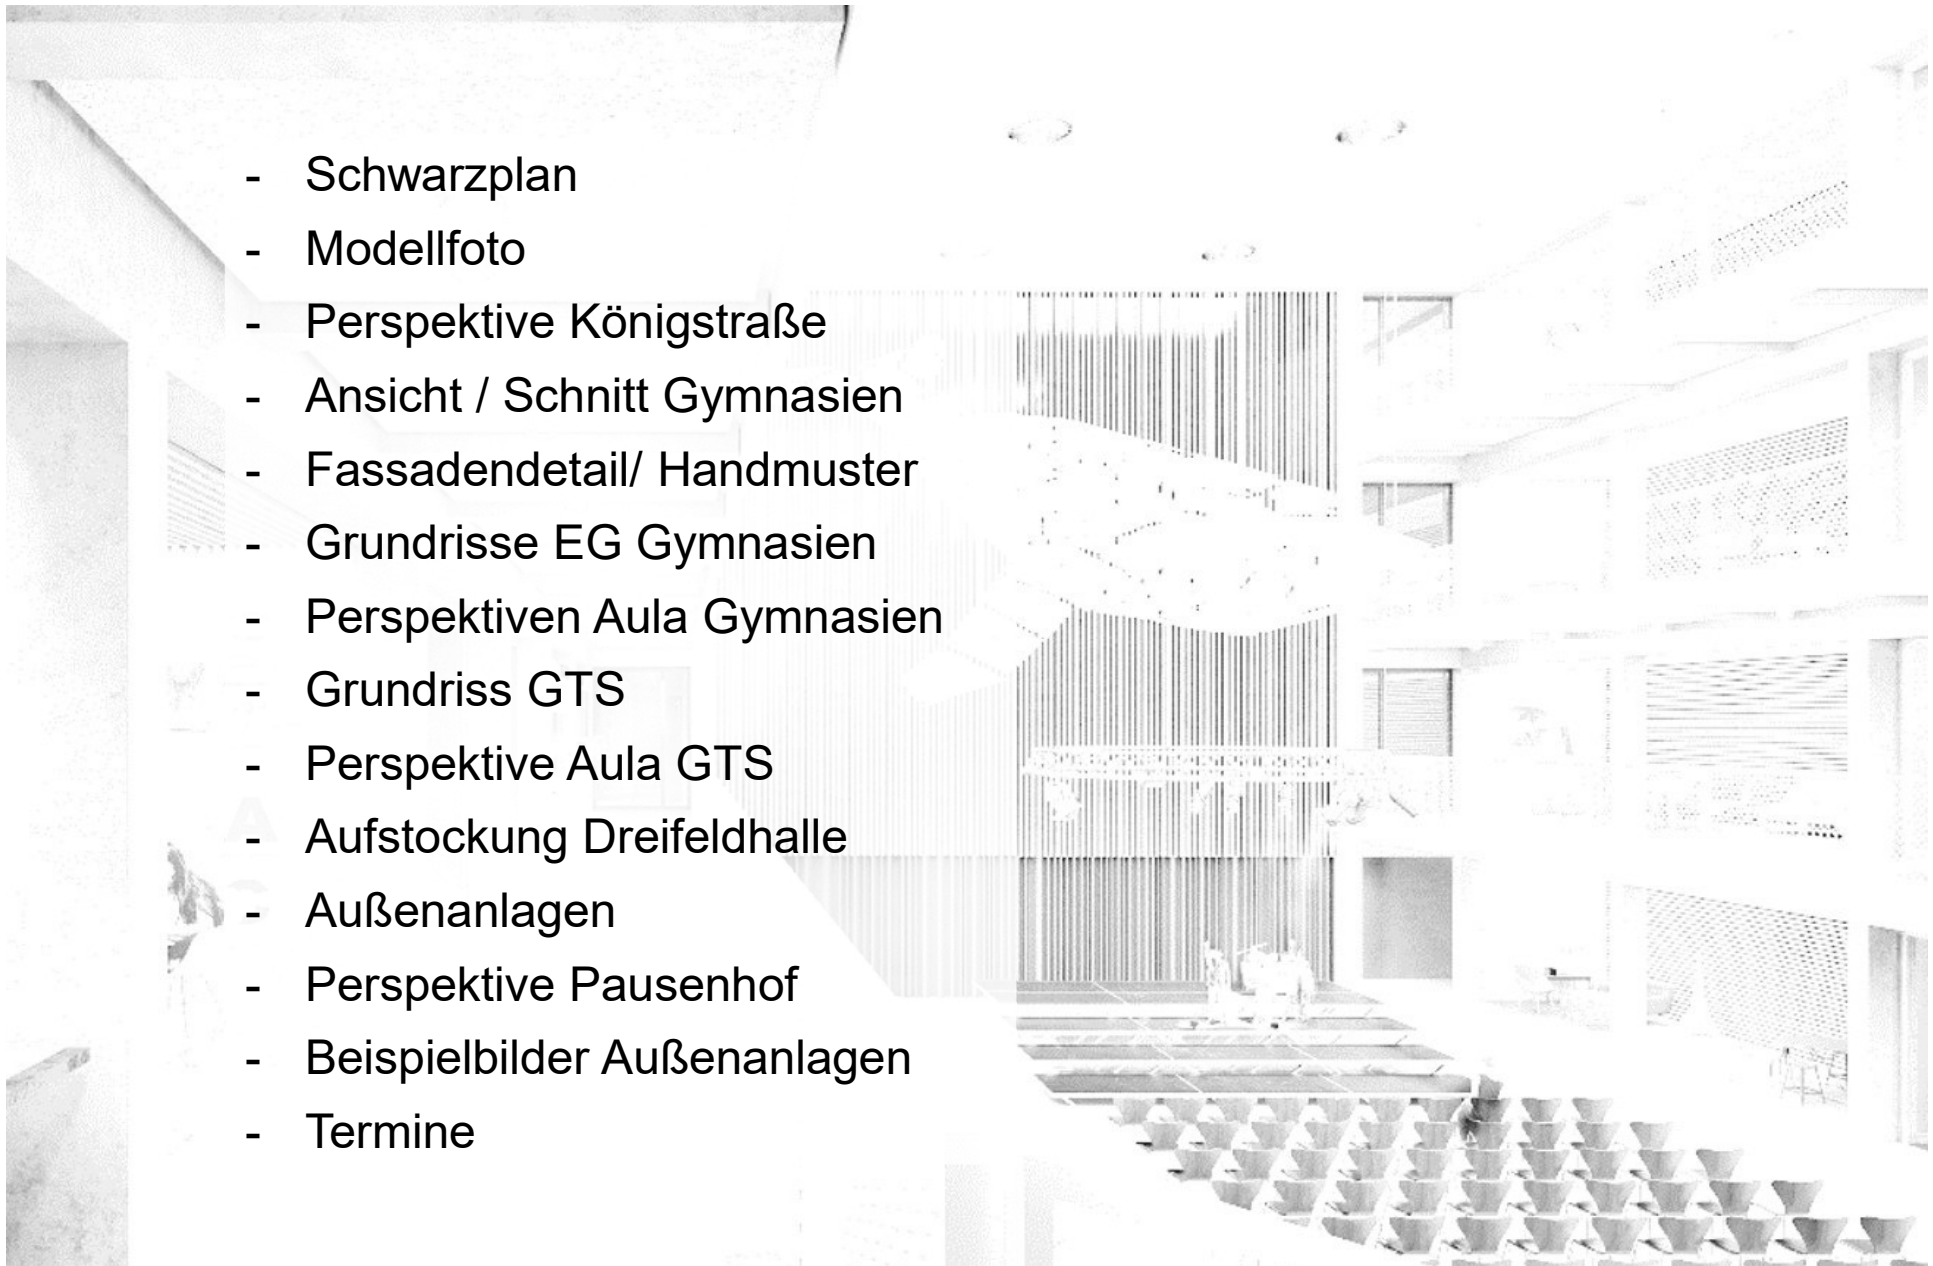 - Schwarzplan
- Modellfoto
- Perspektive Königstraße
- Ansicht / Schnitt Gymnasien
- Fassadendetail/ Handmuster
- Grundrisse EG Gymnasien
- Perspektiven Aula Gymnasien
- Grundriss GTS
- Perspektive Aula GTS
- Aufstockung Dreifeldhalle
- Außenanlagen
- Perspektive Pausenhof
- Beispielbilder Außenanlagen
- Termine